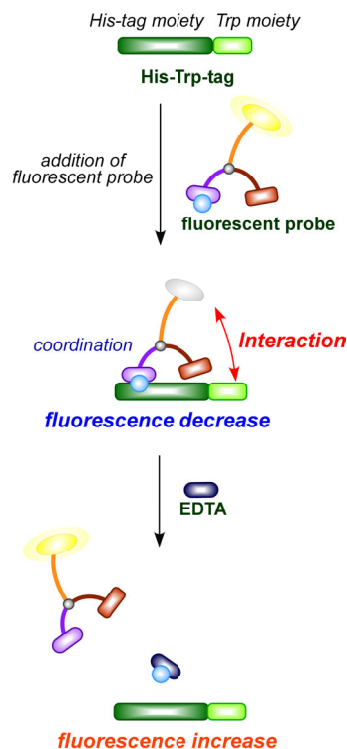 His-tag moiety Trp moiety
His-Trp-tag
addition of
fluorescent probe
fluorescent probe
coordination
Interaction
fluorescence decrease
EDTA
fluorescence increase